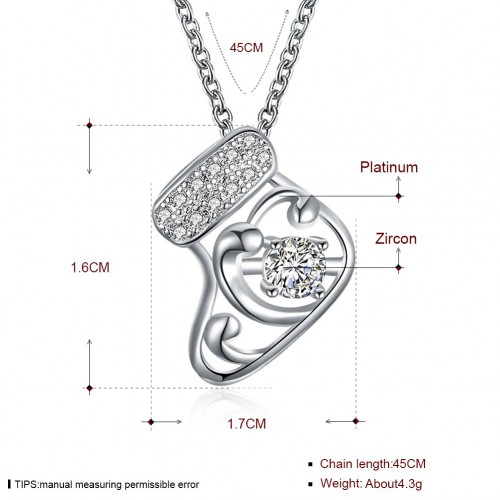 45CM
Platinum
Zircon
1.6CM
1.7CM
Chain length:45CM
Weight: About4.3g
TIPS:manual measuring permissible error